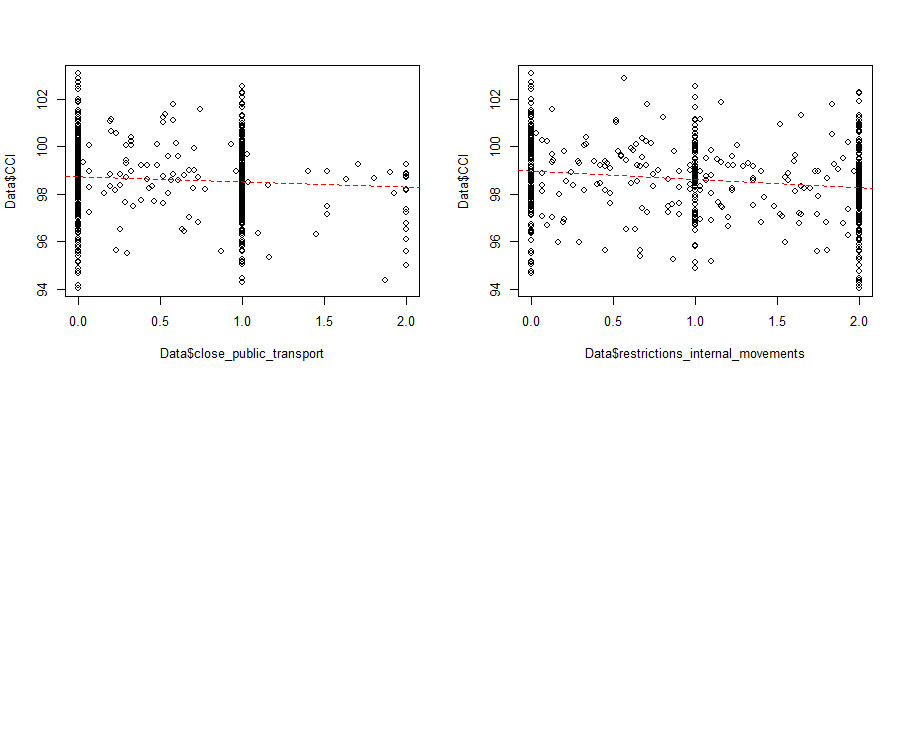 Data$CCI
94 96 98 100 102
0.0 0.5 1.0 1.5 2.0
Data$close_public_transport
Data$CCI
94 96 98 100 102
0.0 0.5 1.0 1.5 2.0
Data$restrictions_internal_movements